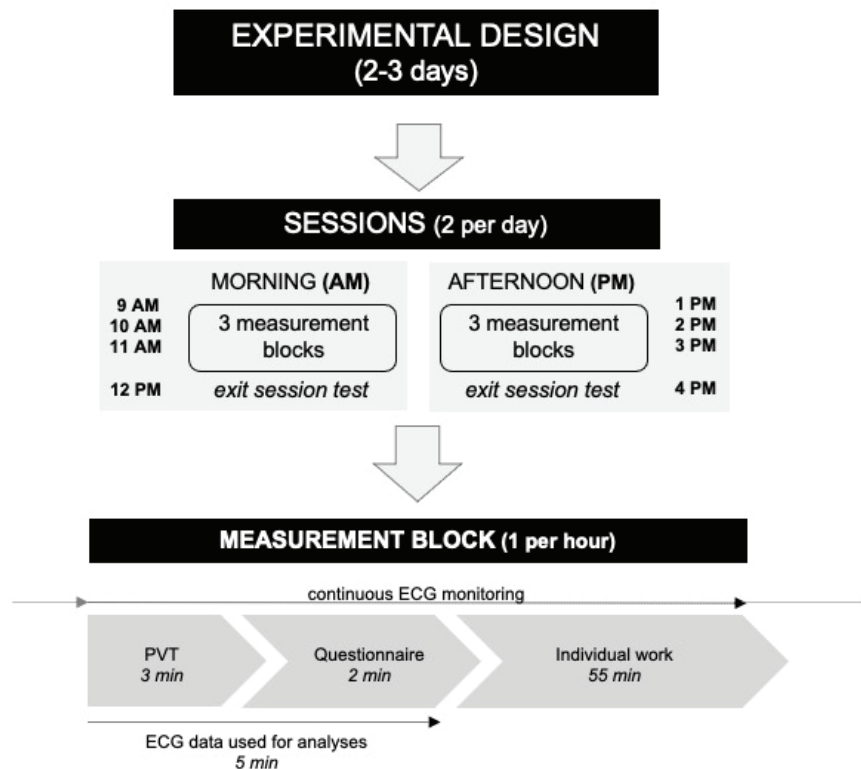 EXPERIMENTAL DESIGN
(2-3 days)
SESSIONS (2 per day)
MORNING (AM)
9 AM
10 AM
11 AM
3 measurement
blocks
12 PM
exit session test
AFTERNOON (PM)
3 measurement
blocks
1 PM
2 PM
3 PM
exit session test
4 PM
MEASUREMENT BLOCK (1 per hour)
continuous ECG monitoring
PVT
3 min
Questionnaire
2 min
Individual work
55 min
ECG data used for analyses
5 min